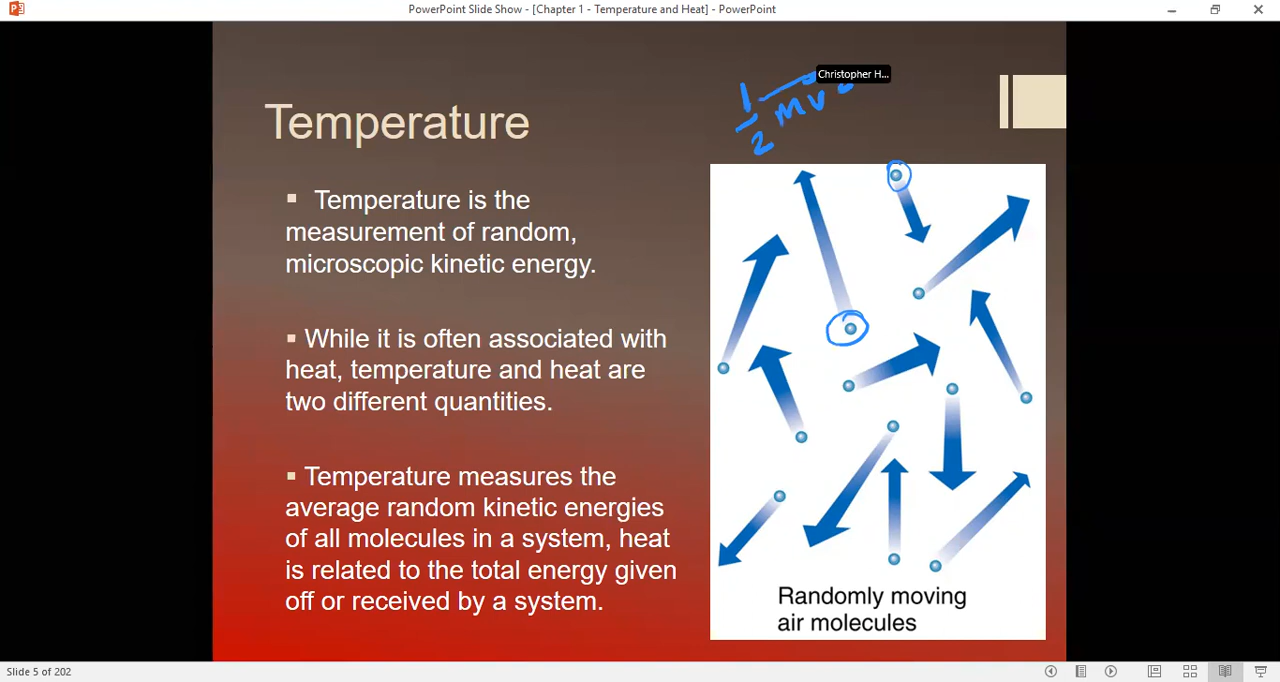 PowerPoint Slide Show - [Chapter 1 - Temperature and Heat] - PowerPoint
Christopher H...
1
2 mv
Temperature
▪ Temperature is the
measurement of random,
microscopic kinetic energy.
▪ While it is often associated with
heat, temperature and heat are
two different quantities.
▪ Temperature measures the
average random kinetic energies
of all molecules in a system, heat
is related to the total energy given
off or received by a system.
Randomly moving
air molecules
Slide 5 of 202